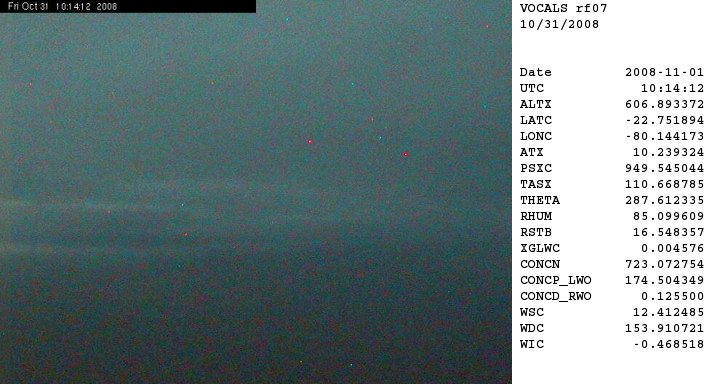 Fri Oct 31 10:14:12 2008
VOCALS rf07
10/31/2008
Date 2008-11-01
UTC 10:14:12
ALTX 606.893372
LATC -22.751894
LONC -80.144173
ATX 10.239324
PSXC 949.545044
TASX 110.668785
THETA 287.612335
RHUM 85.099609
RSTB 16.548357
XGLWC 0.004576
CONCN 723.072754
CONCP_LWO 174.504349
CONCD_RWO 0.125500
WSC 12.412485
WDC 153.910721
WIC -0.468518